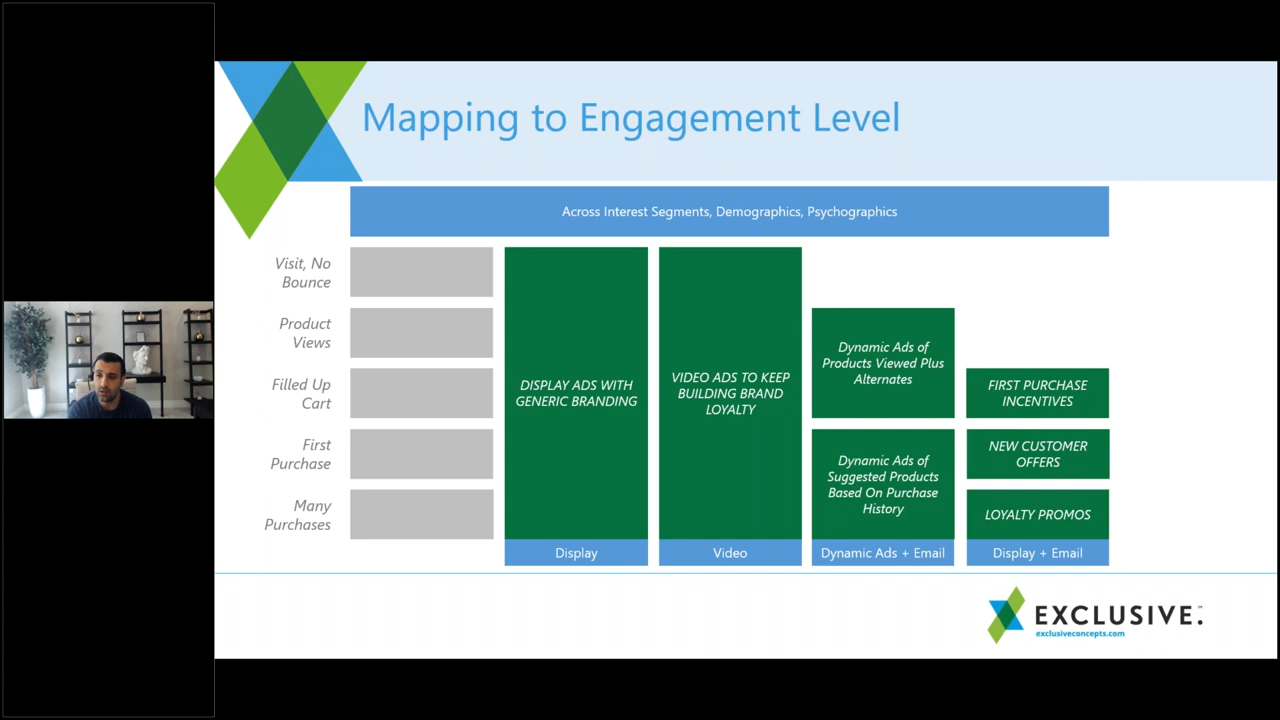 Mapping to Engagement Level
Across Interest Segments, Demographics, Psychographics
Visit, No
Bounce
Product
Views
Filled Up
Cart
First
Purchase
Many
Purchases
DISPLAY ADS WITH
GENERIC BRANDING
Display
VIDEO ADS TO KEEP
BUILDING BRAND
LOYALTY
Video
Dynamic Ads of
Products Viewed Plus
Alternates
Dynamic Ads of
Suggested Products
Based On Purchase
History
Dynamic Ads + Email
FIRST PURCHASE
INCENTIVES
NEW CUSTOMER
OFFERS
LOYALTY PROMOS
Display + Email
EXCLUSIVE.
exclusiveconcepts.com